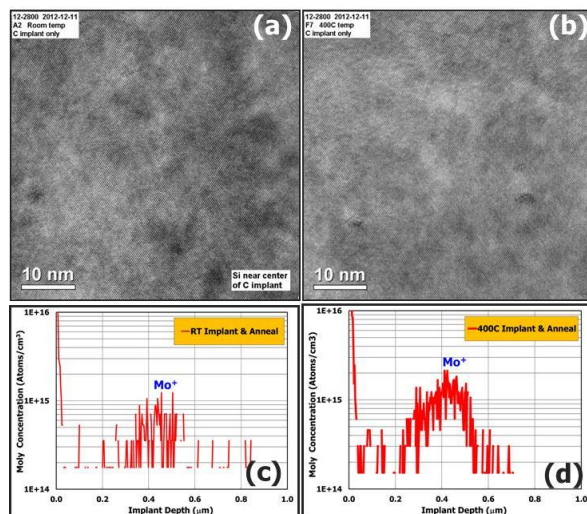 12-2800 2012-12-11
A2 Room temp
C implant only
(a)
10 nm
Si near center
of C implant
12-2800 2012-12-11
F7 400C temp
C implant only
(b)
10 nm
1E+16
1E+15
1E+14
Moly Concentration (Atoms/cm³)
RT Implant & Anneal
Mo⁺
(c)
0.0 0.2 0.4 0.6 0.8 1.0
Implant Depth (μm)
1E+16
1E+15
1E+14
Moly Concentration (Atoms/cm3)
400C Implant & Anneal
Mo⁺
(d)
0.0 0.2 0.4 0.6 0.8 1.0
Implant Depth (μm)